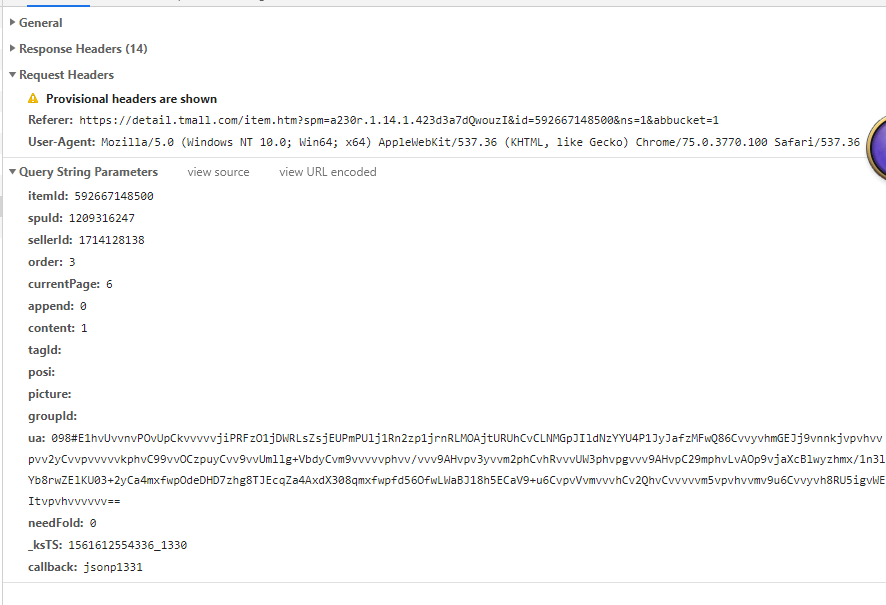 General
Response Headers (14)
Request Headers
Provisional headers are shown
Referer: https://detail.tmall.com/item.htm?spm=a230r.1.14.1.423d3a7dQwouzI&id=592667148500&ns=1&abbucket=1
User-Agent: Mozilla/5.0 (Windows NT 10.0; Win64; x64) AppleWebKit/537.36 (KHTML, like Gecko) Chrome/75.0.3770.100 Safari/537.36
Query String Parameters view source view URL encoded
itemId: 592667148500
spuId: 1209316247
sellerId: 1714128138
order: 3
currentPage: 6
append: 0
content: 1
tagId:
posi:
picture:
groupId:
ua: 098#E1hvUvvnvPOvUpCkvvvvvjiPRFzO1jDWRLsZsjEUPmPUlj1Rn2zp1jrnRLMOAjtURUhCvCLNMGpJIldNzYYU4P1JyJafzMFwQ86CvvyvhmGEJj9vnnkjvpvhvv
pvv2yCvvpvvvvvkphvC99vvOCzpuyCvv9vvUmllg+VbdyCvm9vvvvvphvv/vvv9AHvpv3yvvm2phCvhRvvvUW3phvpgvvv9AHvpC29mphvLvAOp9vjaXcBlwyzhmx/1n3l
Yb8rwZElKU03+2yCa4mxfwpOdeDHD7zhg8TJEcqZa4AxdX308qmxfwpfd56OfwLWaBJ18h5ECaV9+u6CvpvVvmvvvhCv2QhvCvvvvvm5vpvhvvmv9u6Cvvyvh8RU5igvWE
Itvpvhvvvvvv==
needFold: 0
_ksTS: 1561612554336_1330
callback: jsonp1331